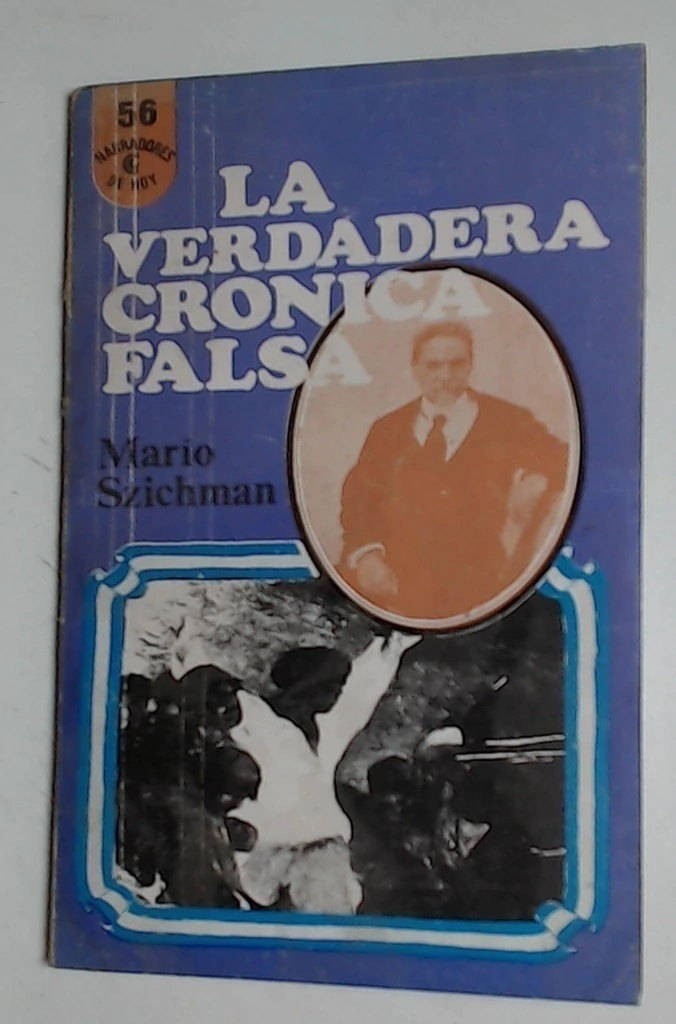 56
NARRADORES
DE HOY
LA
VERDADERA
CRONICA
FALSA
Mario
Szichman